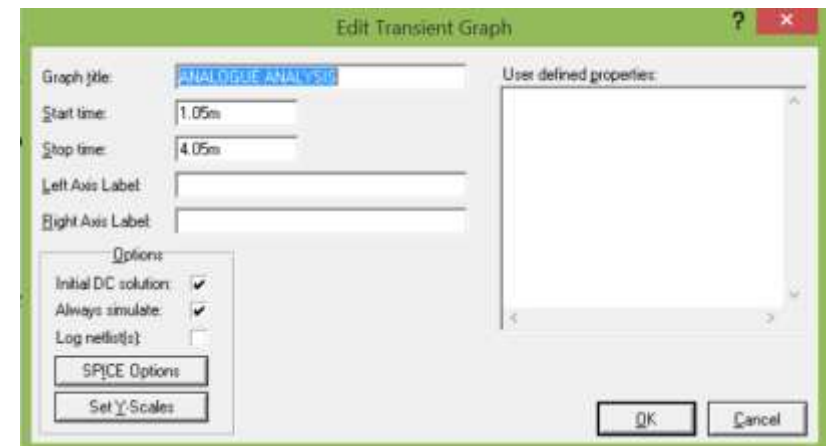 Edit Transient Graph
?
Graph title:
ANALOGUE ANALYSIS
User defined properties:
Start time:
1.05m
Stop time:
4.05m
Left Axis Label:
Right Axis Label:
Options
Initial DC solution:
Always simulate:
Log netlist(s):
SPICE Options
Set Y-Scales
OK
Cancel